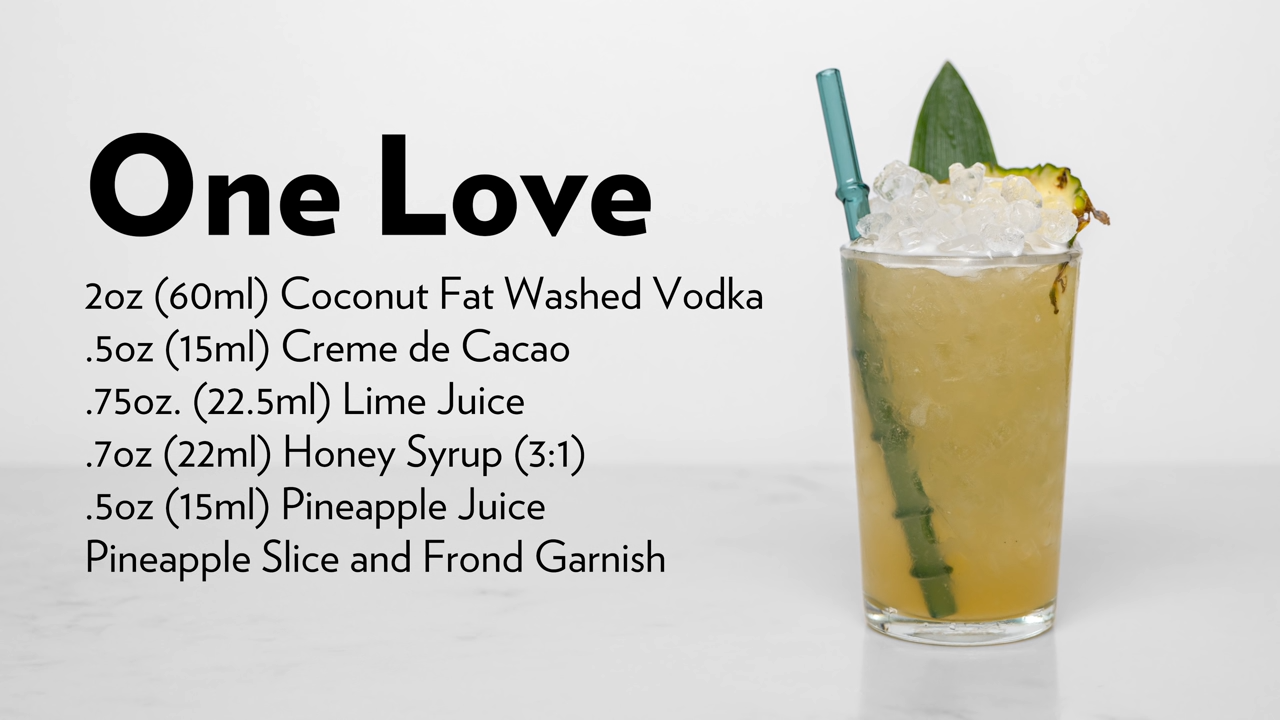 One Love
2oz (60ml) Coconut Fat Washed Vodka
.5oz (15ml) Creme de Cacao
.75oz. (22.5ml) Lime Juice
.7oz (22ml) Honey Syrup (3:1)
.5oz (15ml) Pineapple Juice
Pineapple Slice and Frond Garnish